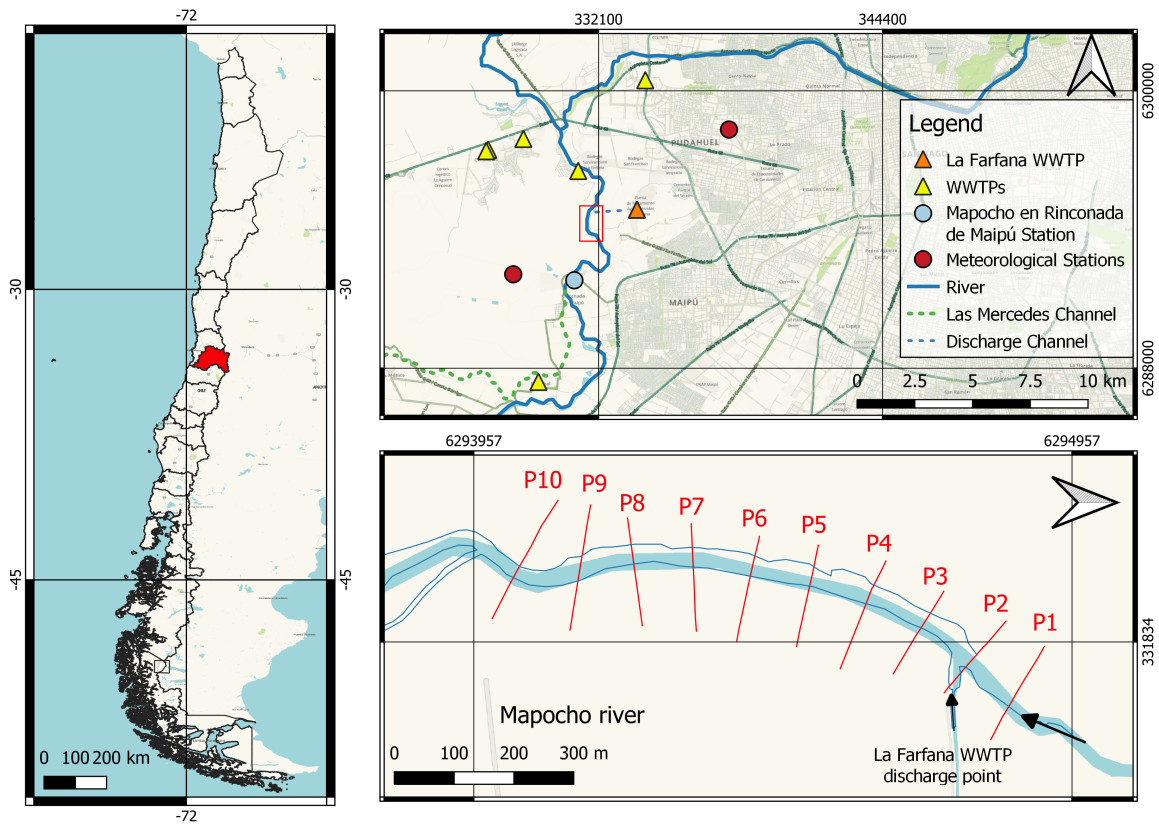 -72
-30
-30
-45
-45
0 100 200 km
-72
332100
344400
6300000
6288000
PUDAHUEL
MAIPÚ
Legend
La Farfana WWTP
WWTPs
Mapocho en Rinconada
de Maipú Station
Meteorological Stations
River
Las Mercedes Channel
Discharge Channel
0 2.5 5 7.5 10 km
6293957
6294957
331834
P10
P9
P8
P7
P6
P5
P4
P3
P2
P1
Mapocho river
0 100 200 300 m
La Farfana WWTP
discharge point